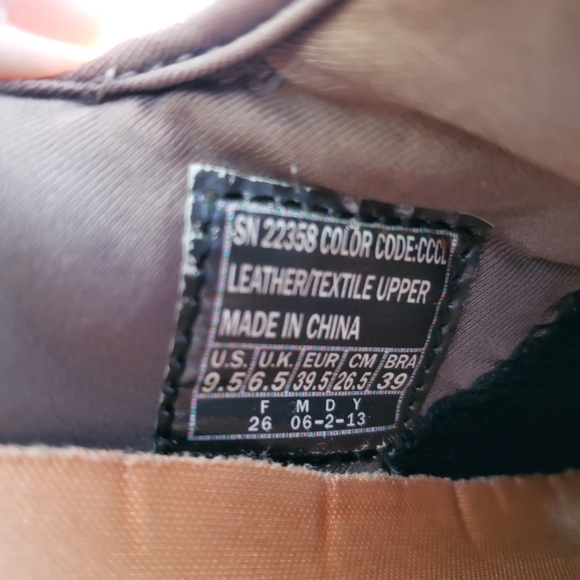 SN 22358 COLOR CODE:CCCL
LEATHER/TEXTILE UPPER
MADE IN CHINA
U.S. U.K. EUR CM BRA
9.5 6.5 39.5 26.5 39
F M D Y
26 06-2-13